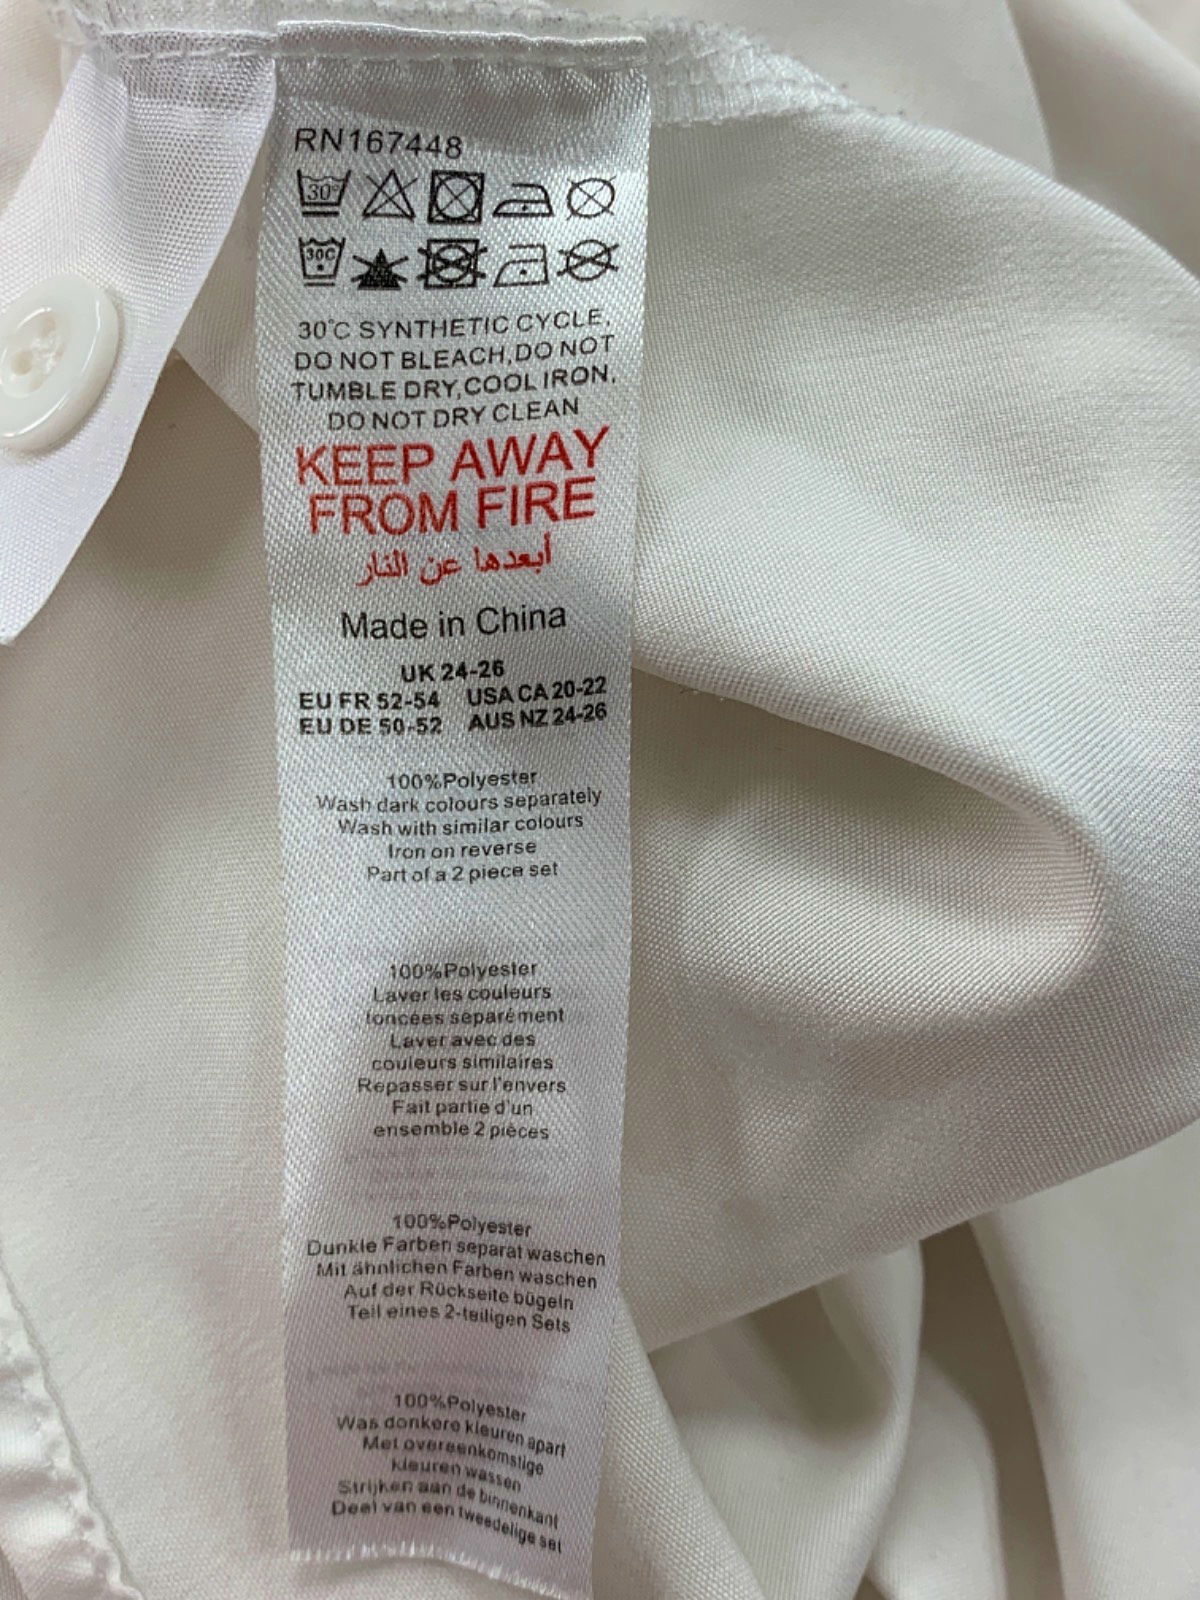 RN167448
30°
30C
30°C SYNTHETIC CYCLE,
DO NOT BLEACH,DO NOT
TUMBLE DRY,COOL IRON,
DO NOT DRY CLEAN
KEEP AWAY
FROM FIRE
أبعدها عن النار
Made in China
UK 24-26
EU FR 52-54 USA CA 20-22
EU DE 50-52 AUS NZ 24-26
100%Polyester
Wash dark colours separately
Wash with similar colours
Iron on reverse
Part of a 2 piece set
100%Polyester
Laver les couleurs
foncées séparément
Laver avec des
couleurs similaires
Repasser sur l'envers
Fait partie d'un
ensemble 2 pièces
100%Polyester
Dunkle Farben separat waschen
Mit ähnlichen Farben waschen
Auf der Rückseite bügeln
Teil eines 2-teiligen Sets
100%Polyester
Was donkere kleuren apart
Met overeenkomstige
kleuren wassen
Strijken aan de binnenkant
Deel van een tweedelige set